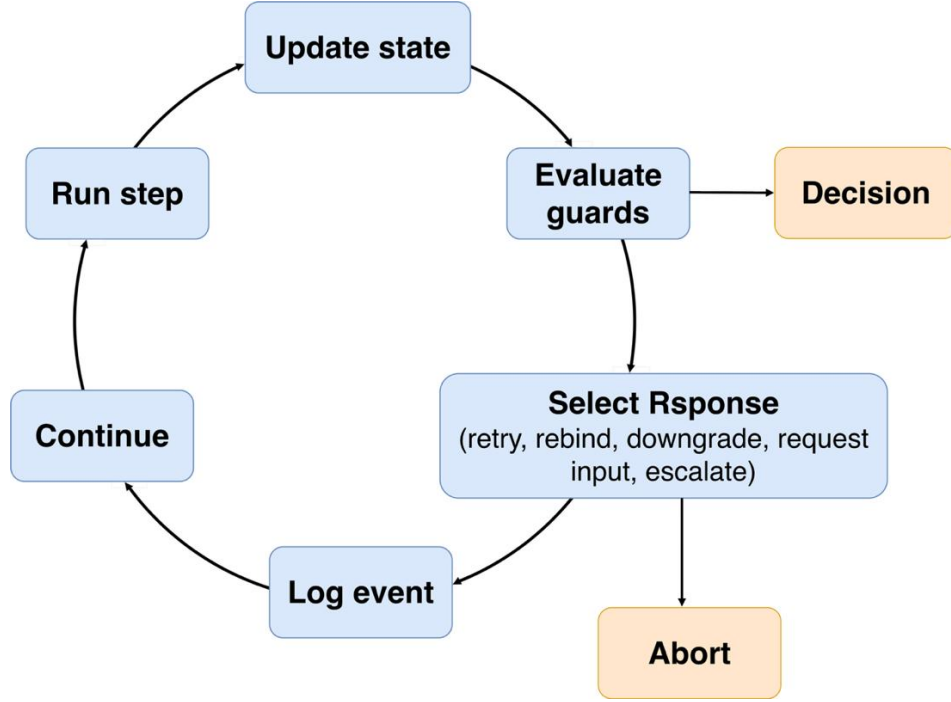 Update state
Run step
Evaluate
guards
Decision
Select Rsponse
(retry, rebind, downgrade, request
input, escalate)
Continue
Log event
Abort